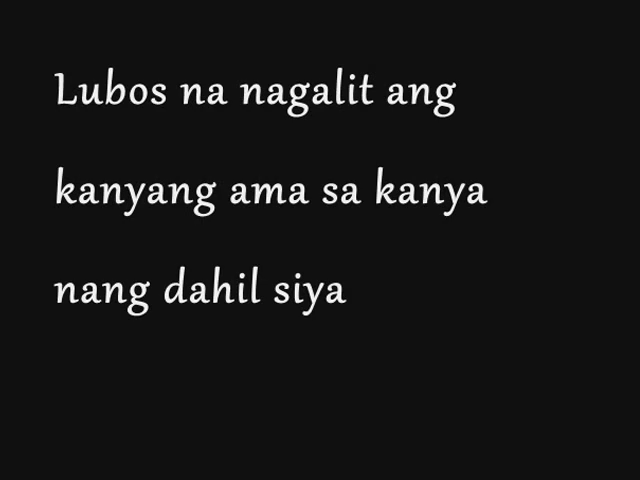 Lubos na nagalit ang
kanyang ama sa kanya
nang dahil siya